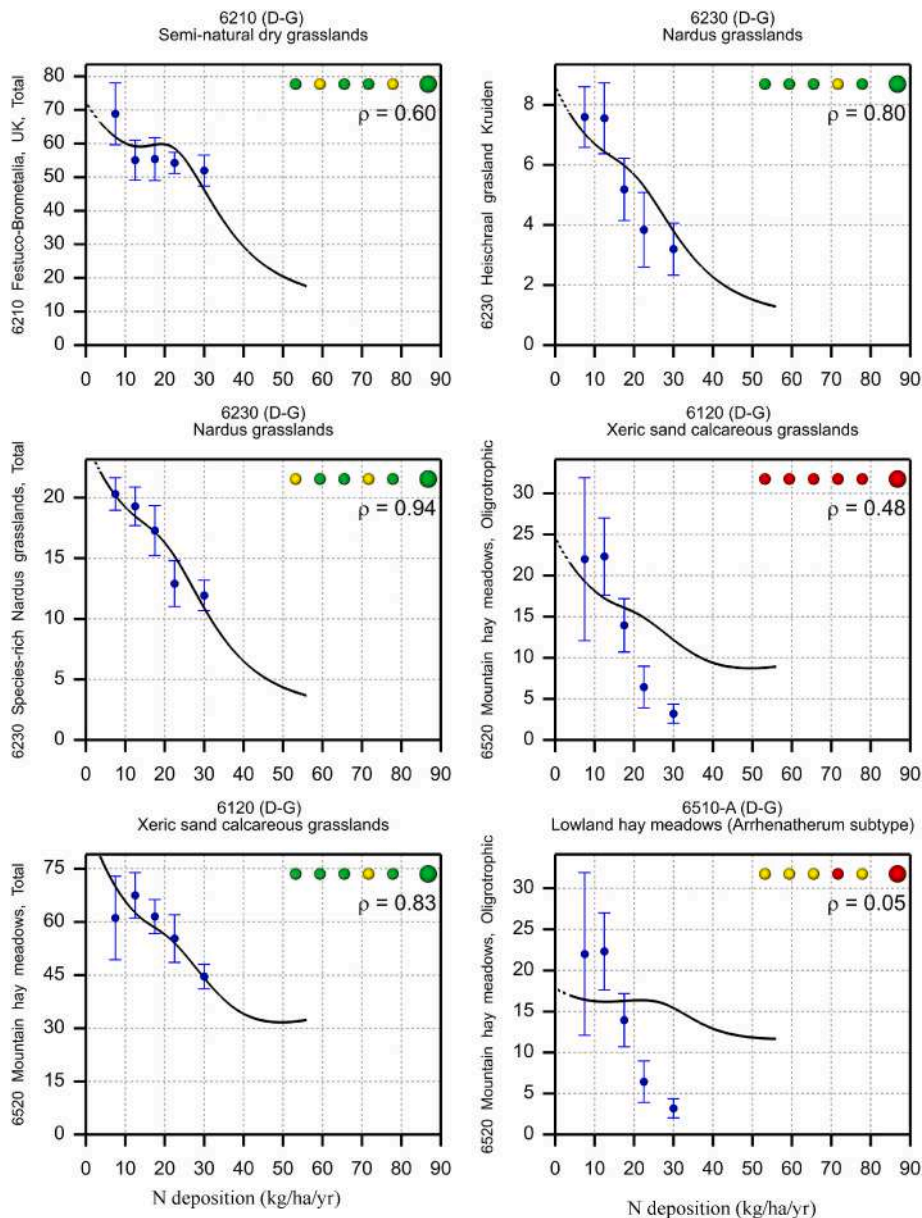 6210 (D-G)
Semi-natural dry grasslands
6210 Festuco-Brometalia, UK, Total
80
70
60
50
40
30
20
10
0
ρ = 0.60
0 10 20 30 40 50 60 70 80 90
6230 (D-G)
Nardus grasslands
6230 Heischraal grasland Kruiden
8
6
4
2
0
ρ = 0.80
0 10 20 30 40 50 60 70 80 90
6230 (D-G)
Nardus grasslands
6230 Species-rich Nardus grasslands, Total
20
15
10
5
0
ρ = 0.94
0 10 20 30 40 50 60 70 80 90
6120 (D-G)
Xeric sand calcareous grasslands
6520 Mountain hay meadows, Oligrotrophic
30
25
20
15
10
5
0
ρ = 0.48
0 10 20 30 40 50 60 70 80 90
6120 (D-G)
Xeric sand calcareous grasslands
6520 Mountain hay meadows, Total
75
60
45
30
15
0
ρ = 0.83
0 10 20 30 40 50 60 70 80 90
N deposition (kg/ha/yr)
6510-A (D-G)
Lowland hay meadows (Arrhenatherum subtype)
6520 Mountain hay meadows, Oligrotrophic
30
25
20
15
10
5
0
ρ = 0.05
0 10 20 30 40 50 60 70 80 90
N deposition (kg/ha/yr)